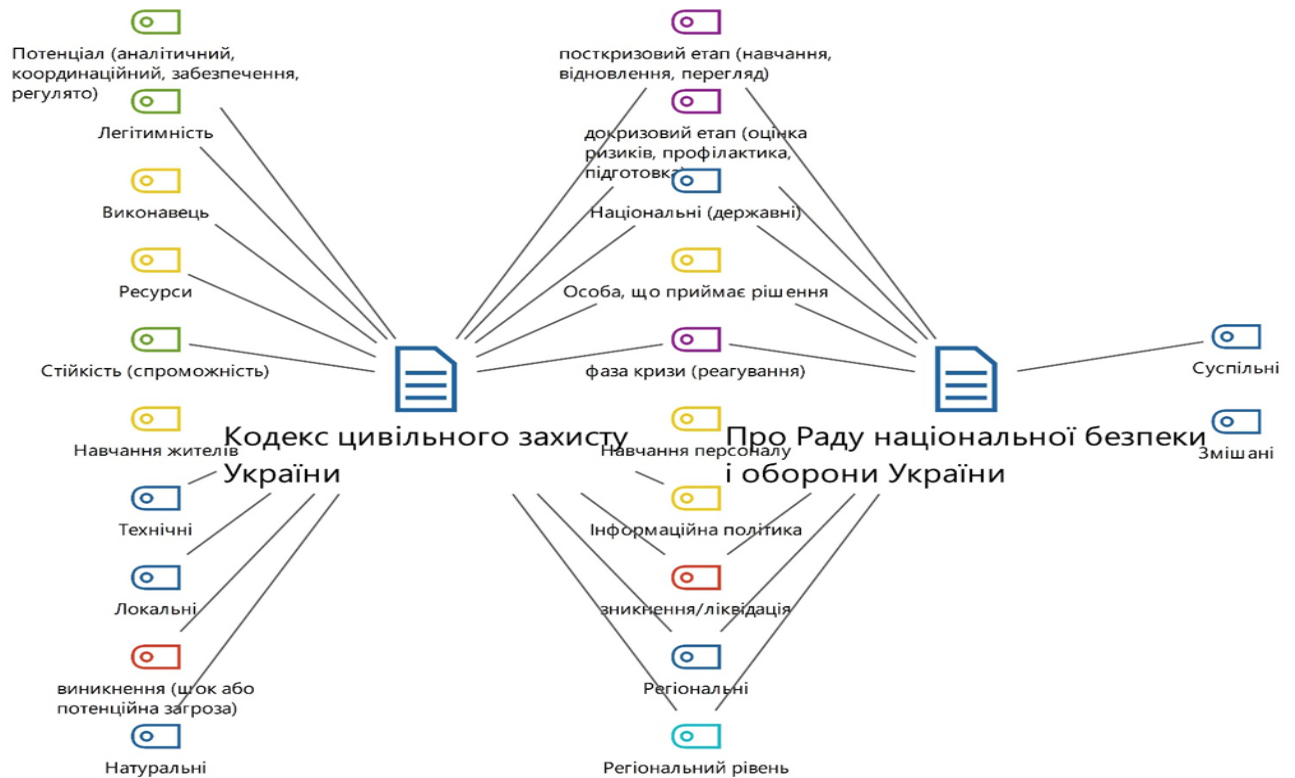 Потенціал (аналітичний,
координаційний, забезпечення,
регулято)
Легітимність
Виконавець
Ресурси
Стійкість (спроможність)
Навчання жителів
Технічні
Локальні
виникнення (шок або
потенційна загроза)
Натуральні
Кодекс цивільного захисту
України
посткризовий етап (навчання,
відновлення, перегляд)
докризовий етап (оцінка
ризиків, профілактика,
підготовка)
Національні (державні)
Особа, що приймає рішення
фаза кризи (реагування)
Навчання персоналу
Інформаційна політика
зникнення/ліквідація
Регіональні
Регіональний рівень
Про Раду національної безпеки
і оборони України
Суспільні
Змішані